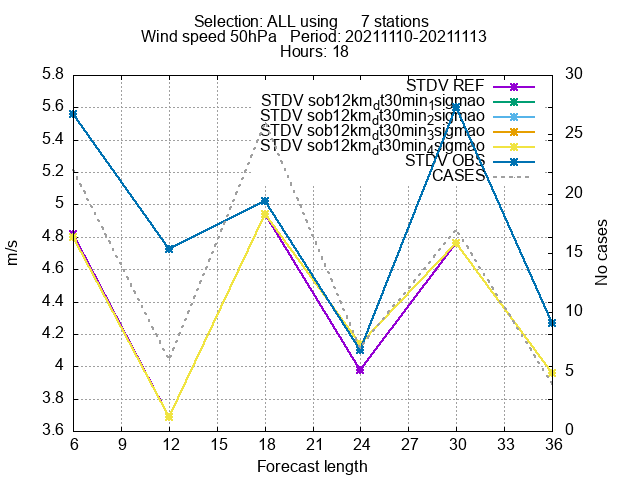 Selection: ALL using 7 stations
Wind speed 50hPa Period: 20211110-20211113
Hours: 18
5.8
5.6
5.4
5.2
5
4.8
4.6
4.4
4.2
4
3.8
3.6
m/s
STDV REF
STDV sob12km_dt30min_1sigmao
STDV sob12km_dt30min_2sigmao
STDV sob12km_dt30min_3sigmao
STDV sob12km_dt30min_4sigmao
STDV OBS
CASES
30
25
20
15
10
5
0
No cases
6 9 12 15 18 21 24 27 30 33 36
Forecast length